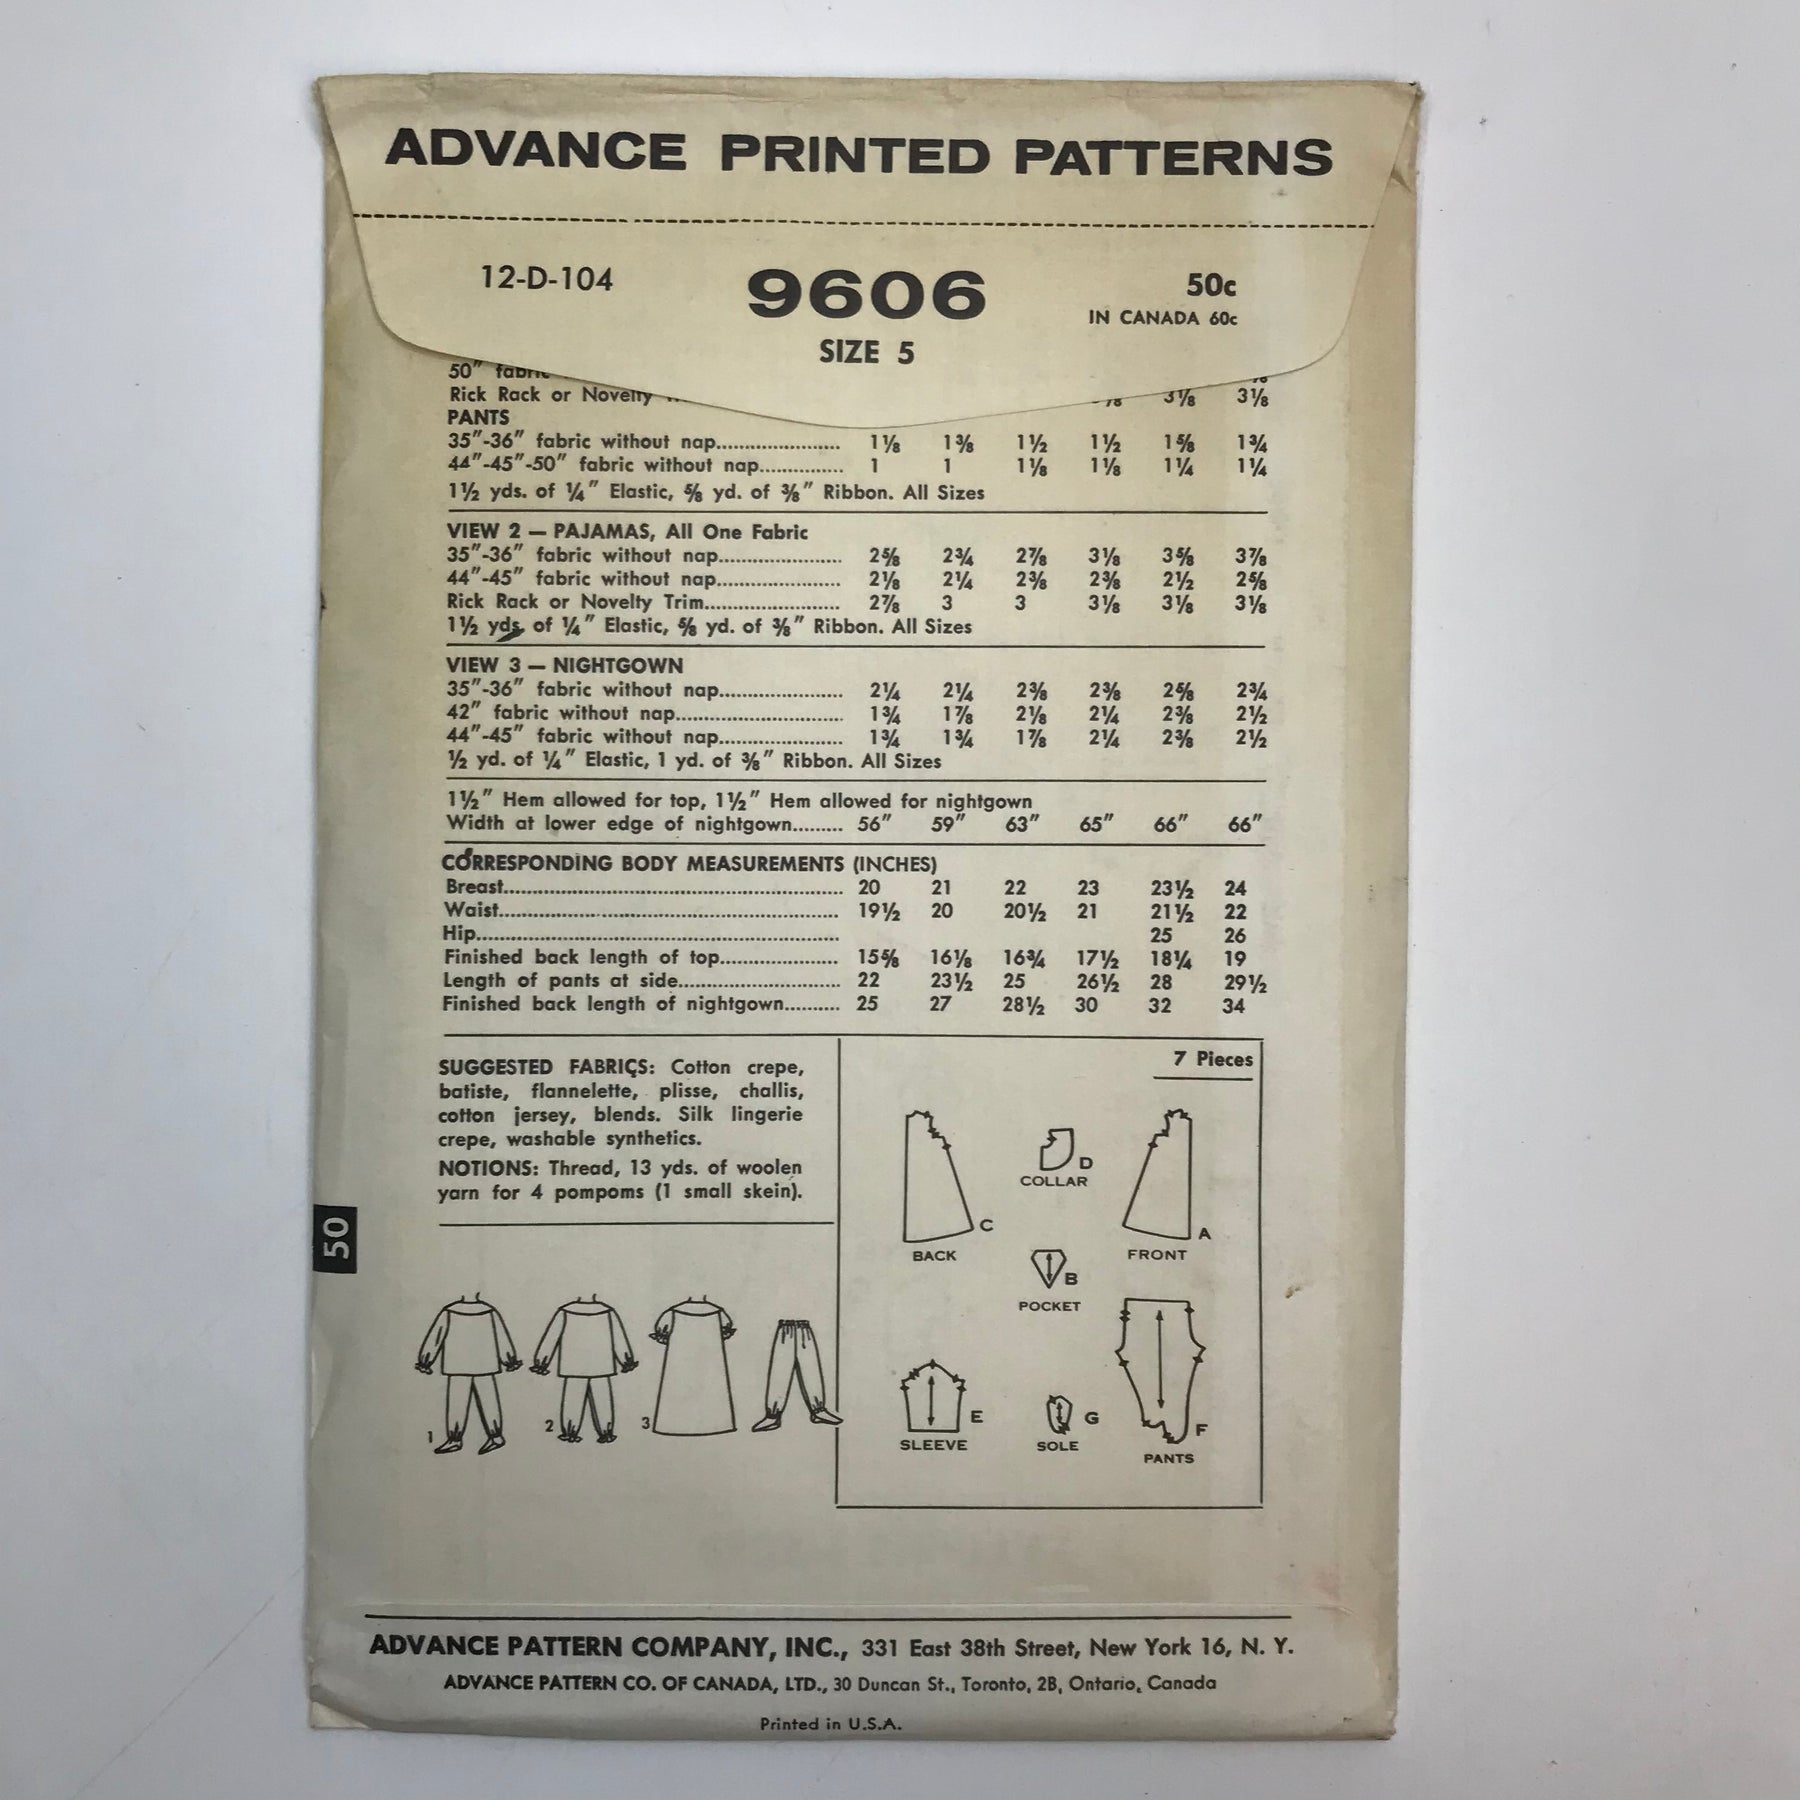 ADVANCE PRINTED PATTERNS
12-D-104 9606 50c
IN CANADA 60c
SIZE 5
50″ fabric
Rick Rack or Novelty 3⅛ 3⅛
PANTS
35″-36″ fabric without nap..................... 1⅛ 1⅜ 1½ 1½ 1⅝ 1¾
44″-45″-50″ fabric without nap.............. 1 1 1⅛ 1⅛ 1¼ 1¼
1½ yds. of ¼″ Elastic, ⅝ yd. of ⅜″ Ribbon. All Sizes
VIEW 2 — PAJAMAS, All One Fabric
35″-36″ fabric without nap..................... 2⅝ 2¾ 2⅞ 3⅛ 3⅝ 3⅞
44″-45″ fabric without nap..................... 2⅛ 2¼ 2⅜ 2⅜ 2½ 2⅝
Rick Rack or Novelty Trim....................... 2⅞ 3 3 3⅛ 3⅛ 3⅛
1½ yds. of ¼″ Elastic, ⅝ yd. of ⅜″ Ribbon. All Sizes
VIEW 3 — NIGHTGOWN
35″-36″ fabric without nap..................... 2¼ 2¼ 2⅜ 2⅜ 2⅝ 2¾
42″ fabric without nap............................ 1¾ 1⅞ 2⅛ 2¼ 2⅜ 2½
44″-45″ fabric without nap..................... 1¾ 1¾ 1⅞ 2¼ 2⅜ 2½
½ yd. of ¼″ Elastic, 1 yd. of ⅜″ Ribbon. All Sizes
1½″ Hem allowed for top, 1½″ Hem allowed for nightgown
Width at lower edge of nightgown......... 56″ 59″ 63″ 65″ 66″ 66″
CORRESPONDING BODY MEASUREMENTS (INCHES)
Breast......................................................... 20 21 22 23 23½ 24
Waist.......................................................... 19½ 20 20½ 21 21½ 22
Hip.............................................................. 25 26
Finished back length of top.................... 15⅝ 16⅛ 16¾ 17½ 18¼ 19
Length of pants at side........................... 22 23½ 25 26½ 28 29½
Finished back length of nightgown.......... 25 27 28½ 30 32 34
SUGGESTED FABRICS: Cotton crepe,
batiste, flannelette, plisse, challis,
cotton jersey, blends. Silk lingerie
crepe, washable synthetics.
NOTIONS: Thread, 13 yds. of woolen
yarn for 4 pompoms (1 small skein).
50
1 2 3
7 Pieces
C
BACK
D
COLLAR
A
FRONT
B
POCKET
E
SLEEVE
G
SOLE
F
PANTS
ADVANCE PATTERN COMPANY, INC., 331 East 38th Street, New York 16, N. Y.
ADVANCE PATTERN CO. OF CANADA, LTD., 30 Duncan St., Toronto, 2B, Ontario, Canada
Printed in U.S.A.